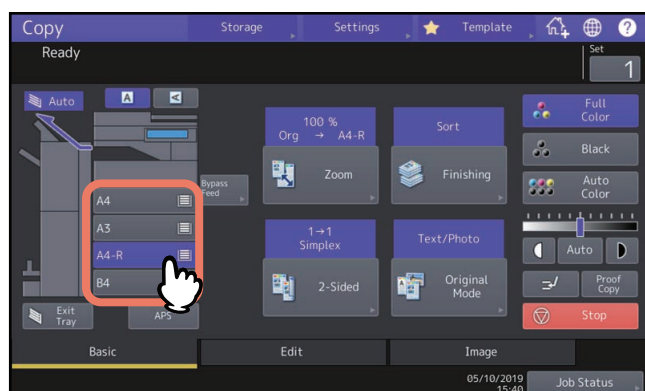 Copy
Storage
Settings
Template
?
Ready
Set
1
Auto
A
A
100 %
Org → A4-R
Sort
Full
Color
Black
Bypass
Feed
Zoom
Finishing
Auto
Color
A4
A3
A4-R
B4
1→1
Simplex
Text/Photo
Auto
2-Sided
Original
Mode
Proof
Copy
Exit
Tray
APS
Stop
Basic
Edit
Image
05/10/2019
15:40
Job Status